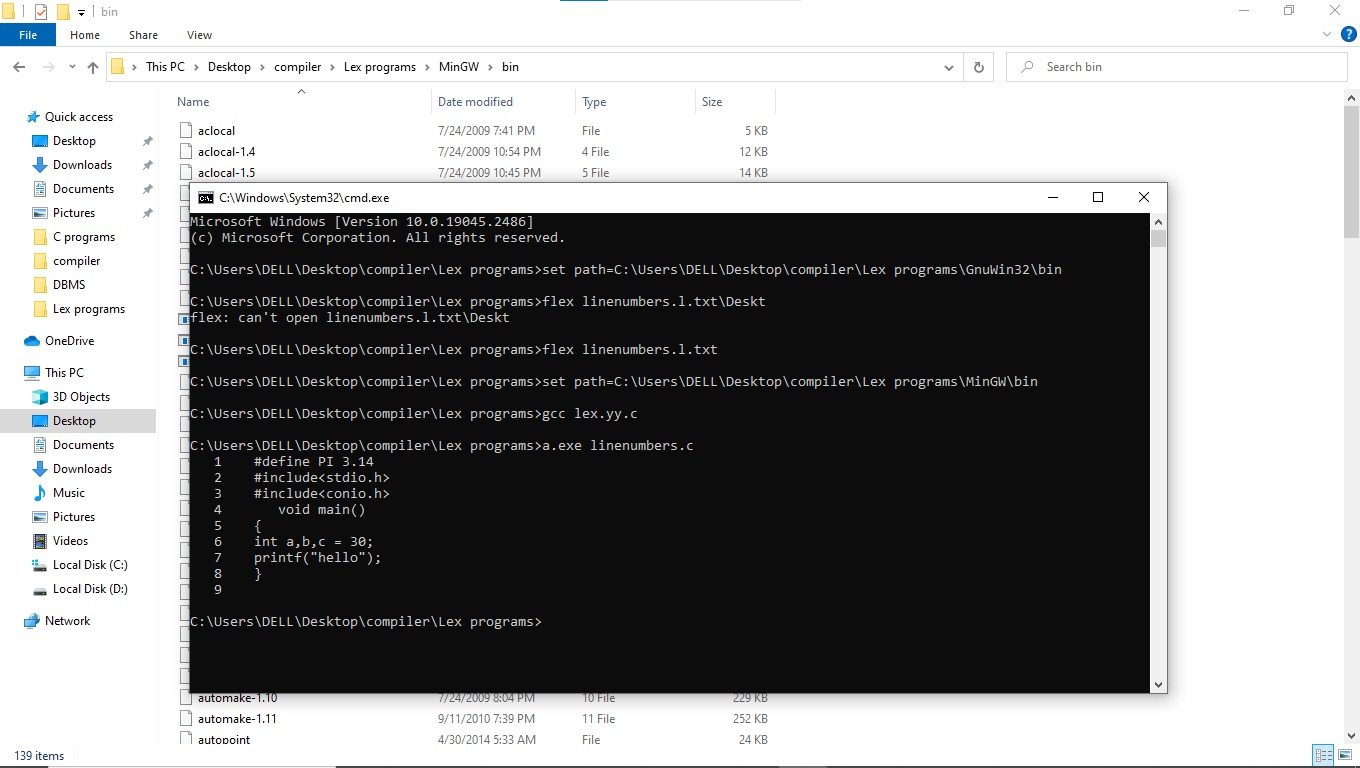 bin
File Home Share View
This PC Desktop compiler Lex programs MinGW bin
Search bin
Name Date modified Type Size
Quick access
Desktop
Downloads
Documents
Pictures
C programs
compiler
DBMS
Lex programs
OneDrive
This PC
3D Objects
Desktop
Documents
Downloads
Music
Pictures
Videos
Local Disk (C:)
Local Disk (D:)
Network
aclocal 7/24/2009 7:41 PM File 5 KB
aclocal-1.4 7/24/2009 10:54 PM 4 File 12 KB
aclocal-1.5 7/24/2009 10:45 PM 5 File 14 KB
C:\Windows\System32\cmd.exe
Microsoft Windows [Version 10.0.19045.2486]
(c) Microsoft Corporation. All rights reserved.
C:\Users\DELL\Desktop\compiler\Lex programs>set path=C:\Users\DELL\Desktop\compiler\Lex programs\GnuWin32\bin
C:\Users\DELL\Desktop\compiler\Lex programs>flex linenumbers.l.txt\Deskt
flex: can't open linenumbers.l.txt\Deskt
C:\Users\DELL\Desktop\compiler\Lex programs>flex linenumbers.l.txt
C:\Users\DELL\Desktop\compiler\Lex programs>set path=C:\Users\DELL\Desktop\compiler\Lex programs\MinGW\bin
C:\Users\DELL\Desktop\compiler\Lex programs>gcc lex.yy.c
C:\Users\DELL\Desktop\compiler\Lex programs>a.exe linenumbers.c
1 #define PI 3.14
2 #include<stdio.h>
3 #include<conio.h>
4 void main()
5 {
6 int a,b,c = 30;
7 printf("hello");
8 }
9
C:\Users\DELL\Desktop\compiler\Lex programs>
automake-1.10 7/24/2009 8:04 PM 10 File 229 KB
automake-1.11 9/11/2010 7:39 PM 11 File 252 KB
autopoint 4/30/2014 5:33 AM File 24 KB
139 items